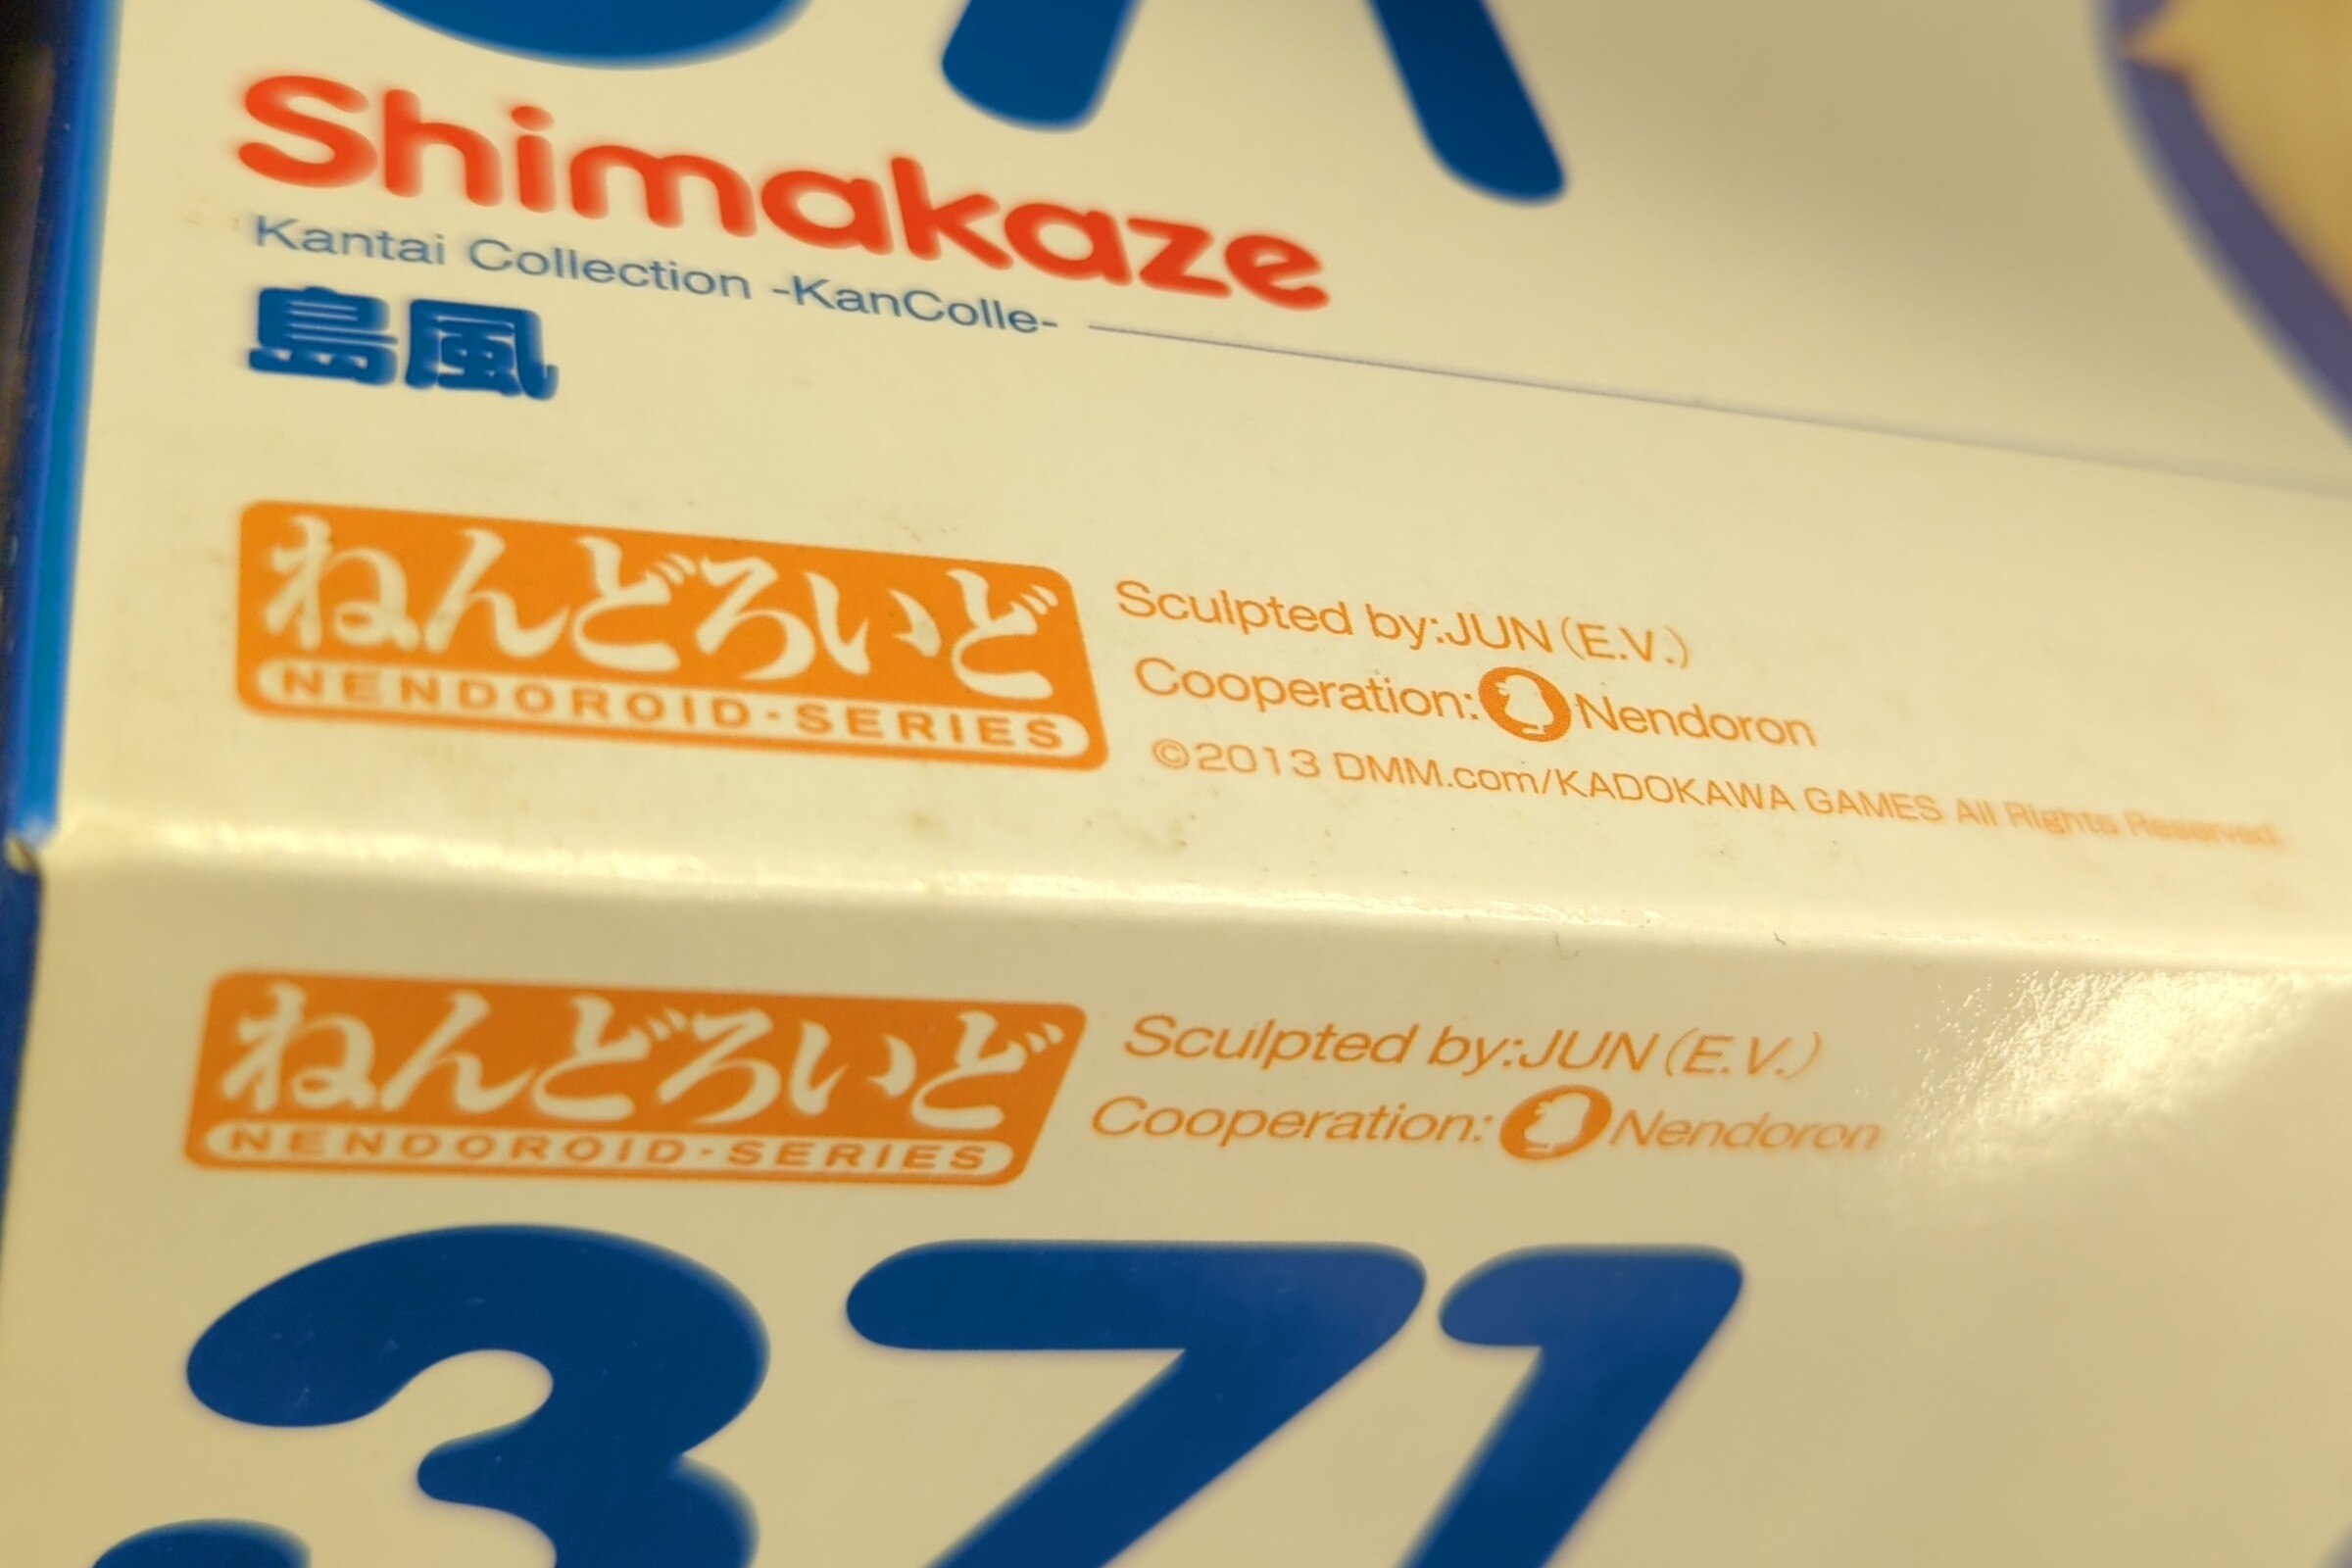 Shimakaze
Kantai Collection -KanColle-
島風
ねんどろいど
NENDOROID·SERIES
Sculpted by:JUN(E.V.)
Cooperation: Nendoron
©2013 DMM.com/KADOKAWA GAMES All Rights Reserved.
ねんどろいど
NENDOROID·SERIES
Sculpted by:JUN(E.V.)
Cooperation: Nendoron
371